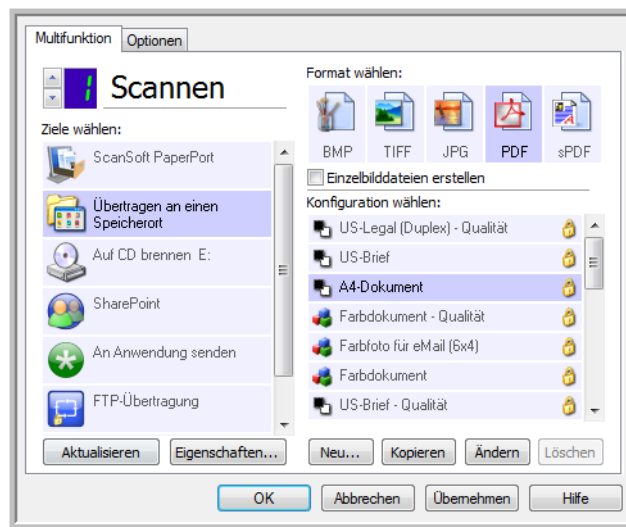 Multifunktion
Optionen
1 Scannen
Ziele wählen:
ScanSoft PaperPort
Übertragen an einen
Speicherort
Auf CD brennen E:
SharePoint
An Anwendung senden
FTP-Übertragung
Aktualisieren
Eigenschaften...
Format wählen:
BMP
TIFF
JPG
PDF
sPDF
Einzelbilddateien erstellen
Konfiguration wählen:
US-Legal (Duplex) - Qualität
US-Brief
A4-Dokument
Farbdokument - Qualität
Farbfoto für eMail (6x4)
Farbdokument
US-Brief - Qualität
Neu...
Kopieren
Ändern
Löschen
OK
Abbrechen
Übernehmen
Hilfe